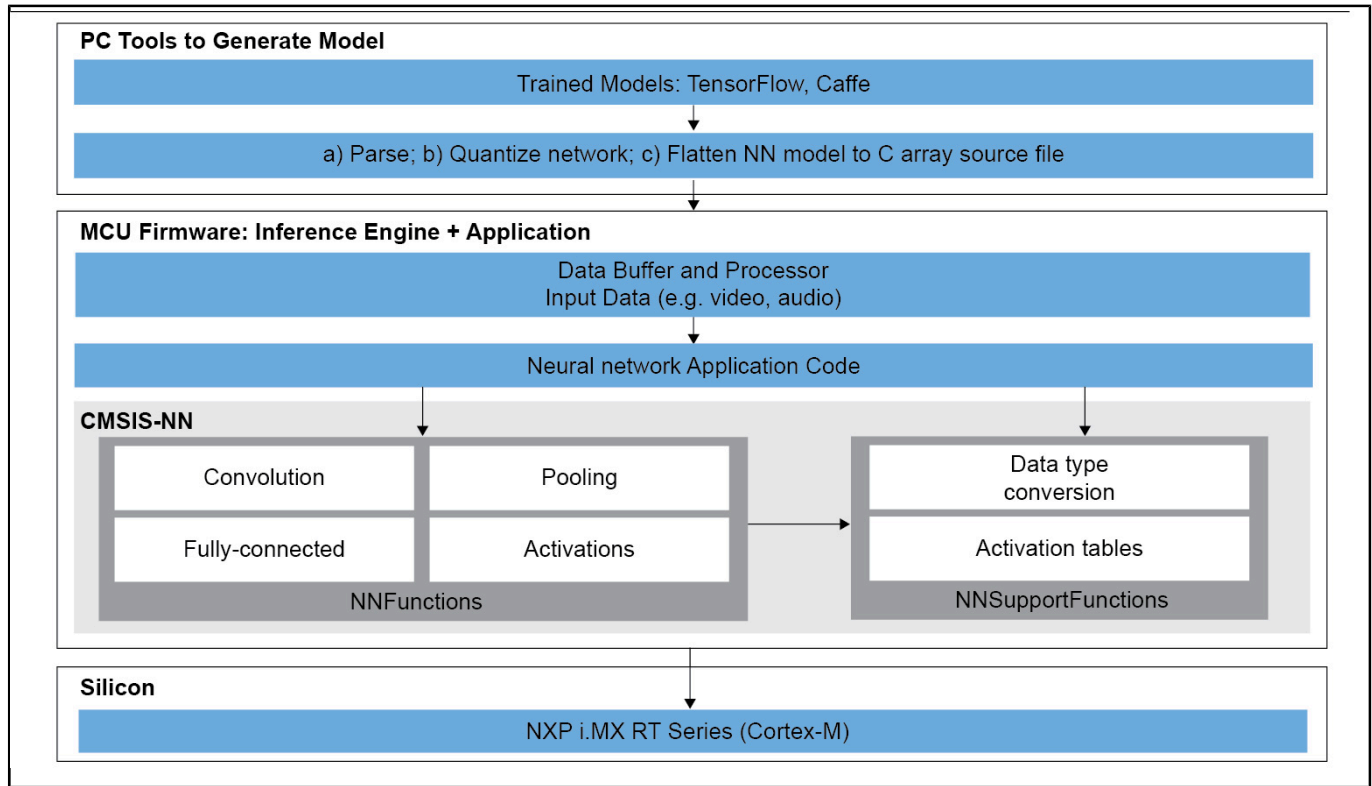 PC Tools to Generate Model
Trained Models: TensorFlow, Caffe
a) Parse; b) Quantize network; c) Flatten NN model to C array source file
MCU Firmware: Inference Engine + Application
Data Buffer and Processor
Input Data (e.g. video, audio)
Neural network Application Code
CMSIS-NN
Convolution
Pooling
Fully-connected
Activations
NNFunctions
Data type
conversion
Activation tables
NNSupportFunctions
Silicon
NXP i.MX RT Series (Cortex-M)